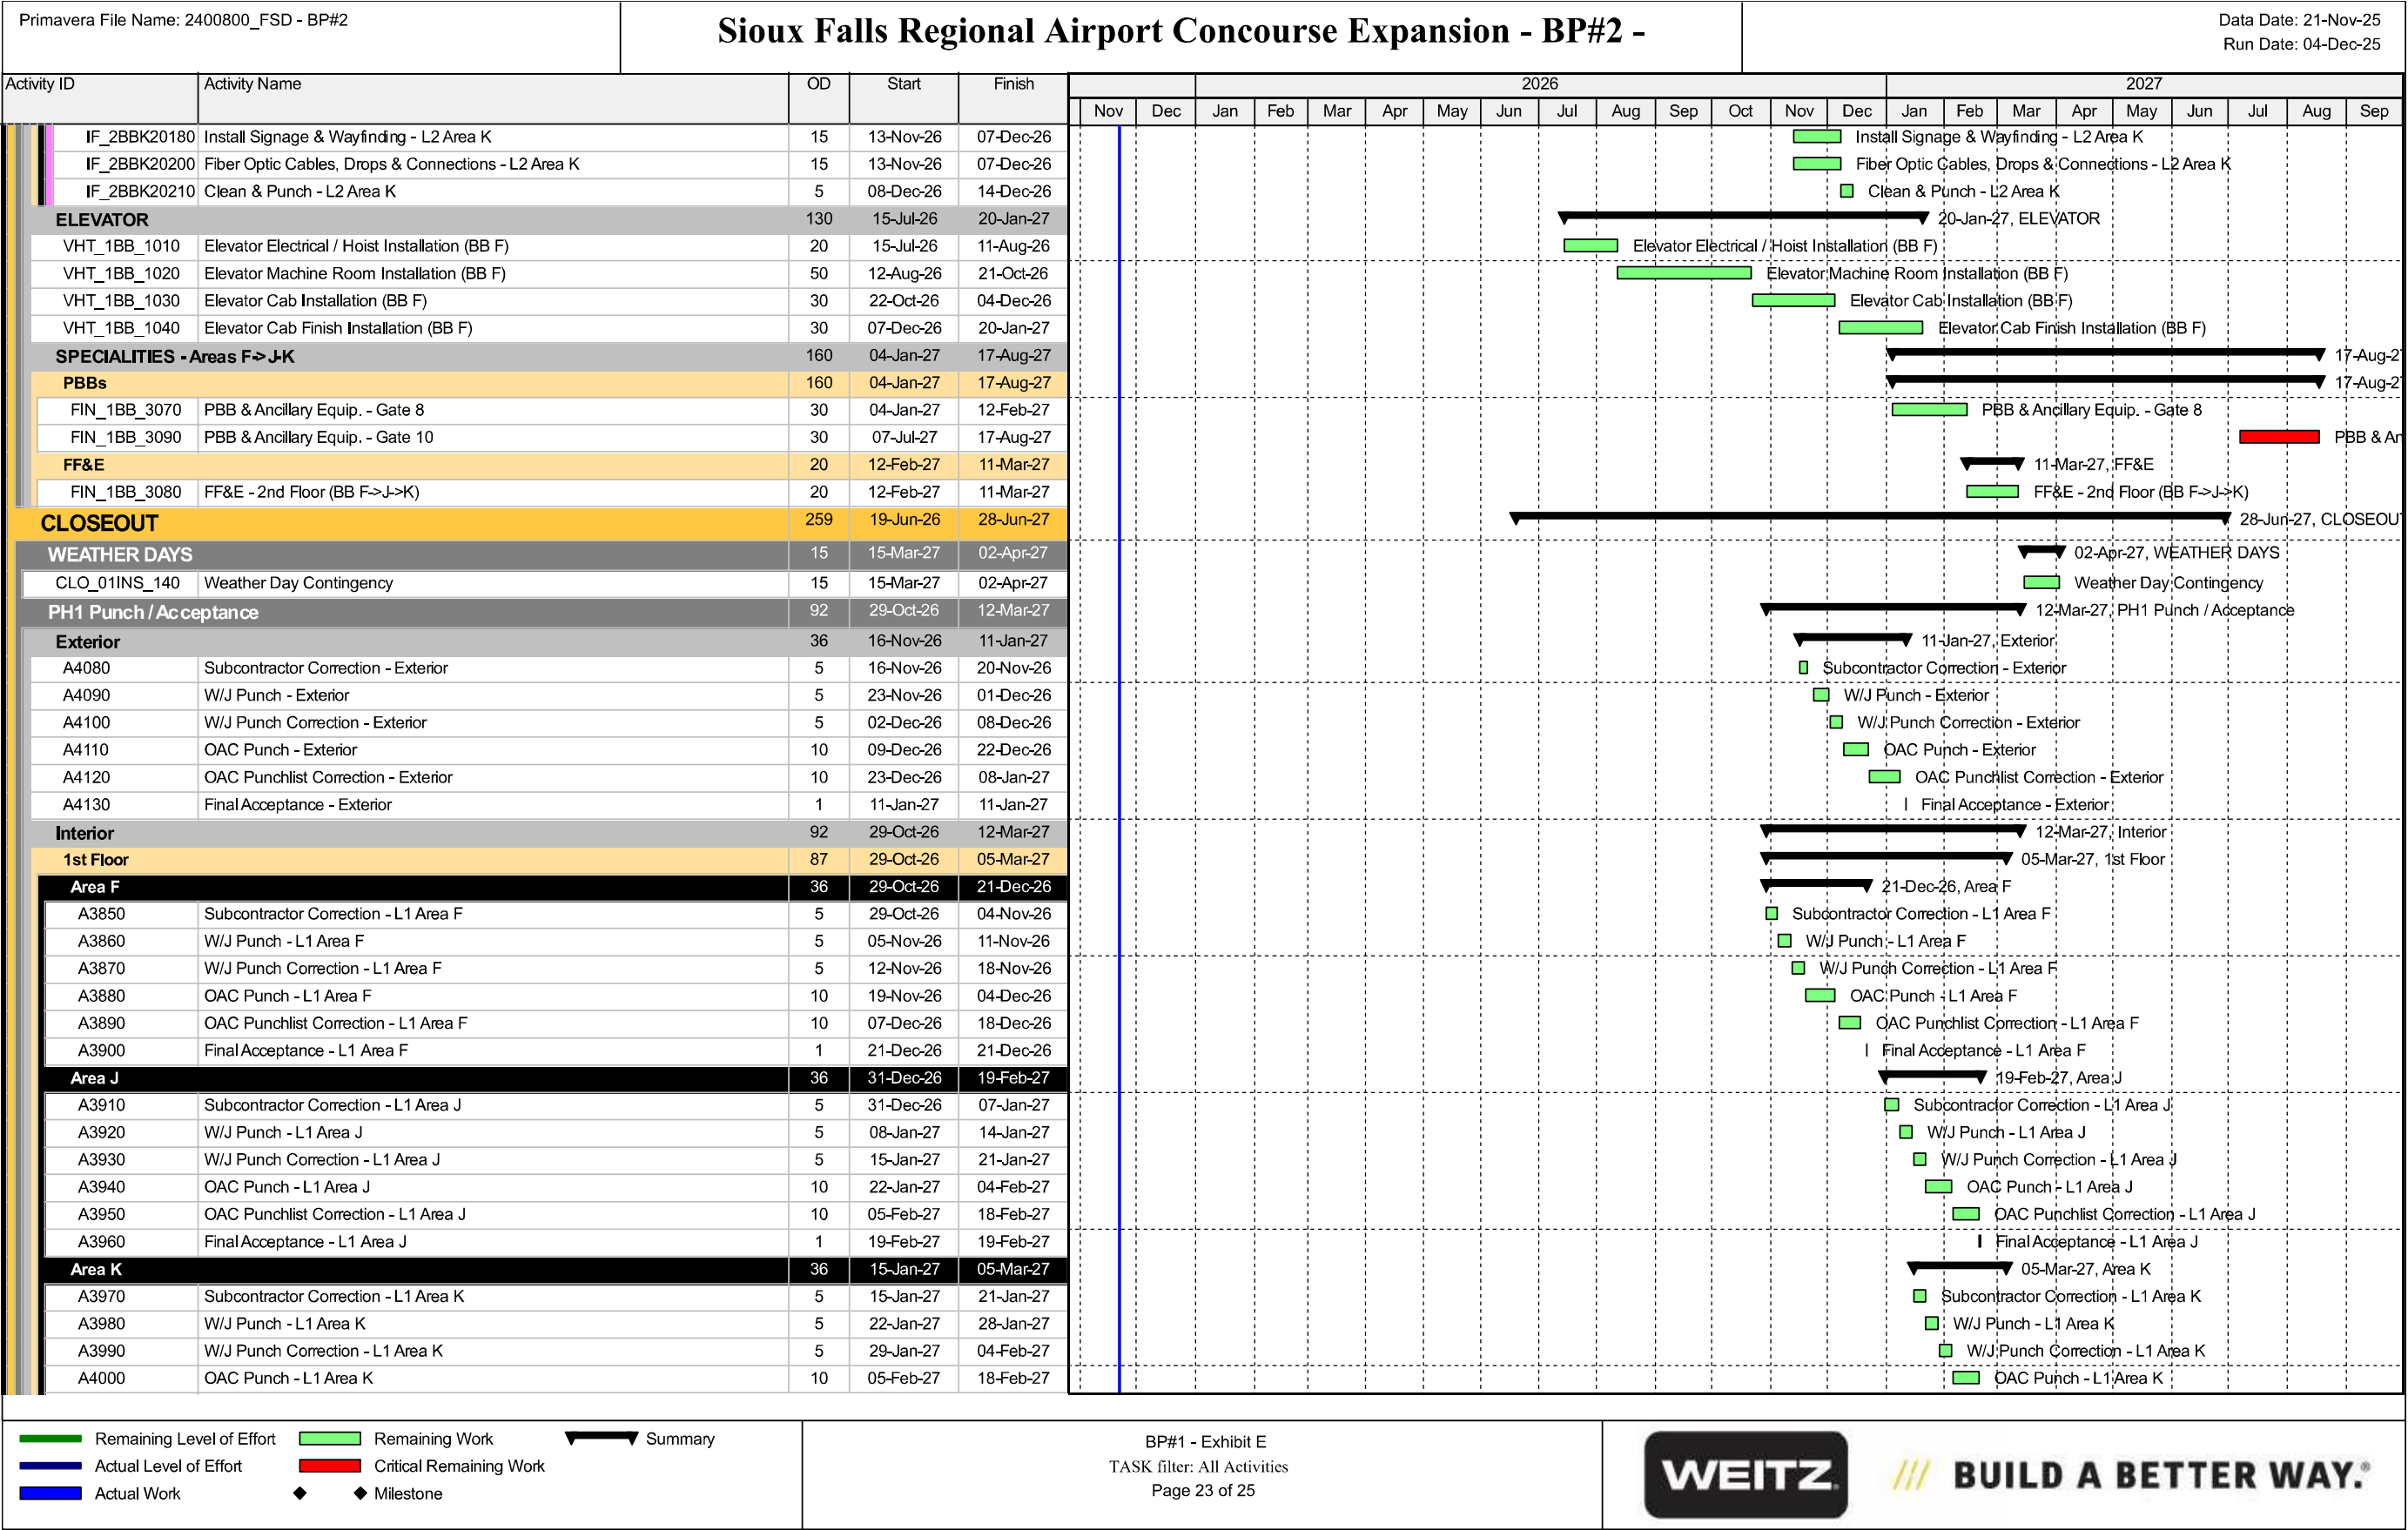 Primavera File Name: 2400800_FSD - BP#2
Sioux Falls Regional Airport Concourse Expansion - BP#2 -
Data Date: 21-Nov-25
Run Date: 04-Dec-25
Activity ID Activity Name OD Start Finish 2026 2027
Nov Dec Jan Feb Mar Apr May Jun Jul Aug Sep Oct Nov Dec Jan Feb Mar Apr May Jun Jul Aug Sep
IF_2BBK20180 Install Signage & Wayfinding - L2 Area K 15 13-Nov-26 07-Dec-26 Install Signage & Wayfinding - L2 Area K
IF_2BBK20200 Fiber Optic Cables, Drops & Connections - L2 Area K 15 13-Nov-26 07-Dec-26 Fiber Optic Cables, Drops & Connections - L2 Area K
IF_2BBK20210 Clean & Punch - L2 Area K 5 08-Dec-26 14-Dec-26 Clean & Punch - L2 Area K
ELEVATOR 130 15-Jul-26 20-Jan-27 20-Jan-27, ELEVATOR
VHT_1BB_1010 Elevator Electrical / Hoist Installation (BB F) 20 15-Jul-26 11-Aug-26 Elevator Electrical / Hoist Installation (BB F)
VHT_1BB_1020 Elevator Machine Room Installation (BB F) 50 12-Aug-26 21-Oct-26 Elevator Machine Room Installation (BB F)
VHT_1BB_1030 Elevator Cab Installation (BB F) 30 22-Oct-26 04-Dec-26 Elevator Cab Installation (BB F)
VHT_1BB_1040 Elevator Cab Finish Installation (BB F) 30 07-Dec-26 20-Jan-27 Elevator Cab Finish Installation (BB F)
SPECIALITIES - Areas F-> J-K 160 04-Jan-27 17-Aug-27 17-Aug-2
PBBs 160 04-Jan-27 17-Aug-27 17-Aug-2
FIN_1BB_3070 PBB & Ancillary Equip. - Gate 8 30 04-Jan-27 12-Feb-27 PBB & Ancillary Equip. - Gate 8
FIN_1BB_3090 PBB & Ancillary Equip. - Gate 10 30 07-Jul-27 17-Aug-27 PBB & An
FF&E 20 12-Feb-27 11-Mar-27 11-Mar-27, FF&E
FIN_1BB_3080 FF&E - 2nd Floor (BB F->J->K) 20 12-Feb-27 11-Mar-27 FF&E - 2nd Floor (BB F->J->K)
CLOSEOUT 259 19-Jun-26 28-Jun-27 28-Jun-27, CLOSEOU
WEATHER DAYS 15 15-Mar-27 02-Apr-27 02-Apr-27, WEATHER DAYS
CLO_01INS_140 Weather Day Contingency 15 15-Mar-27 02-Apr-27 Weather Day Contingency
PH1 Punch / Acceptance 92 29-Oct-26 12-Mar-27 12-Mar-27, PH1 Punch / Acceptance
Exterior 36 16-Nov-26 11-Jan-27 11-Jan-27, Exterior
A4080 Subcontractor Correction - Exterior 5 16-Nov-26 20-Nov-26 Subcontractor Correction - Exterior
A4090 W/J Punch - Exterior 5 23-Nov-26 01-Dec-26 W/J Punch - Exterior
A4100 W/J Punch Correction - Exterior 5 02-Dec-26 08-Dec-26 W/J Punch Correction - Exterior
A4110 OAC Punch - Exterior 10 09-Dec-26 22-Dec-26 OAC Punch - Exterior
A4120 OAC Punchlist Correction - Exterior 10 23-Dec-26 08-Jan-27 OAC Punchlist Correction - Exterior
A4130 Final Acceptance - Exterior 1 11-Jan-27 11-Jan-27 Final Acceptance - Exterior
Interior 92 29-Oct-26 12-Mar-27 12-Mar-27, Interior
1st Floor 87 29-Oct-26 05-Mar-27 05-Mar-27, 1st Floor
Area F 36 29-Oct-26 21-Dec-26 21-Dec-26, Area F
A3850 Subcontractor Correction - L1 Area F 5 29-Oct-26 04-Nov-26 Subcontractor Correction - L1 Area F
A3860 W/J Punch - L1 Area F 5 05-Nov-26 11-Nov-26 W/J Punch - L1 Area F
A3870 W/J Punch Correction - L1 Area F 5 12-Nov-26 18-Nov-26 W/J Punch Correction - L1 Area F
A3880 OAC Punch - L1 Area F 10 19-Nov-26 04-Dec-26 OAC Punch - L1 Area F
A3890 OAC Punchlist Correction - L1 Area F 10 07-Dec-26 18-Dec-26 OAC Punchlist Correction - L1 Area F
A3900 Final Acceptance - L1 Area F 1 21-Dec-26 21-Dec-26 Final Acceptance - L1 Area F
Area J 36 31-Dec-26 19-Feb-27 19-Feb-27, Area J
A3910 Subcontractor Correction - L1 Area J 5 31-Dec-26 07-Jan-27 Subcontractor Correction - L1 Area J
A3920 W/J Punch - L1 Area J 5 08-Jan-27 14-Jan-27 W/J Punch - L1 Area J
A3930 W/J Punch Correction - L1 Area J 5 15-Jan-27 21-Jan-27 W/J Punch Correction - L1 Area J
A3940 OAC Punch - L1 Area J 10 22-Jan-27 04-Feb-27 OAC Punch - L1 Area J
A3950 OAC Punchlist Correction - L1 Area J 10 05-Feb-27 18-Feb-27 OAC Punchlist Correction - L1 Area J
A3960 Final Acceptance - L1 Area J 1 19-Feb-27 19-Feb-27 Final Acceptance - L1 Area J
Area K 36 15-Jan-27 05-Mar-27 05-Mar-27, Area K
A3970 Subcontractor Correction - L1 Area K 5 15-Jan-27 21-Jan-27 Subcontractor Correction - L1 Area K
A3980 W/J Punch - L1 Area K 5 22-Jan-27 28-Jan-27 W/J Punch - L1 Area K
A3990 W/J Punch Correction - L1 Area K 5 29-Jan-27 04-Feb-27 W/J Punch Correction - L1 Area K
A4000 OAC Punch - L1 Area K 10 05-Feb-27 18-Feb-27 OAC Punch - L1 Area K
Remaining Level of Effort Remaining Work Summary
Actual Level of Effort Critical Remaining Work
Actual Work Milestone
BP#1 - Exhibit E
TASK filter: All Activities
Page 23 of 25
WEITZ
/// BUILD A BETTER WAY.®